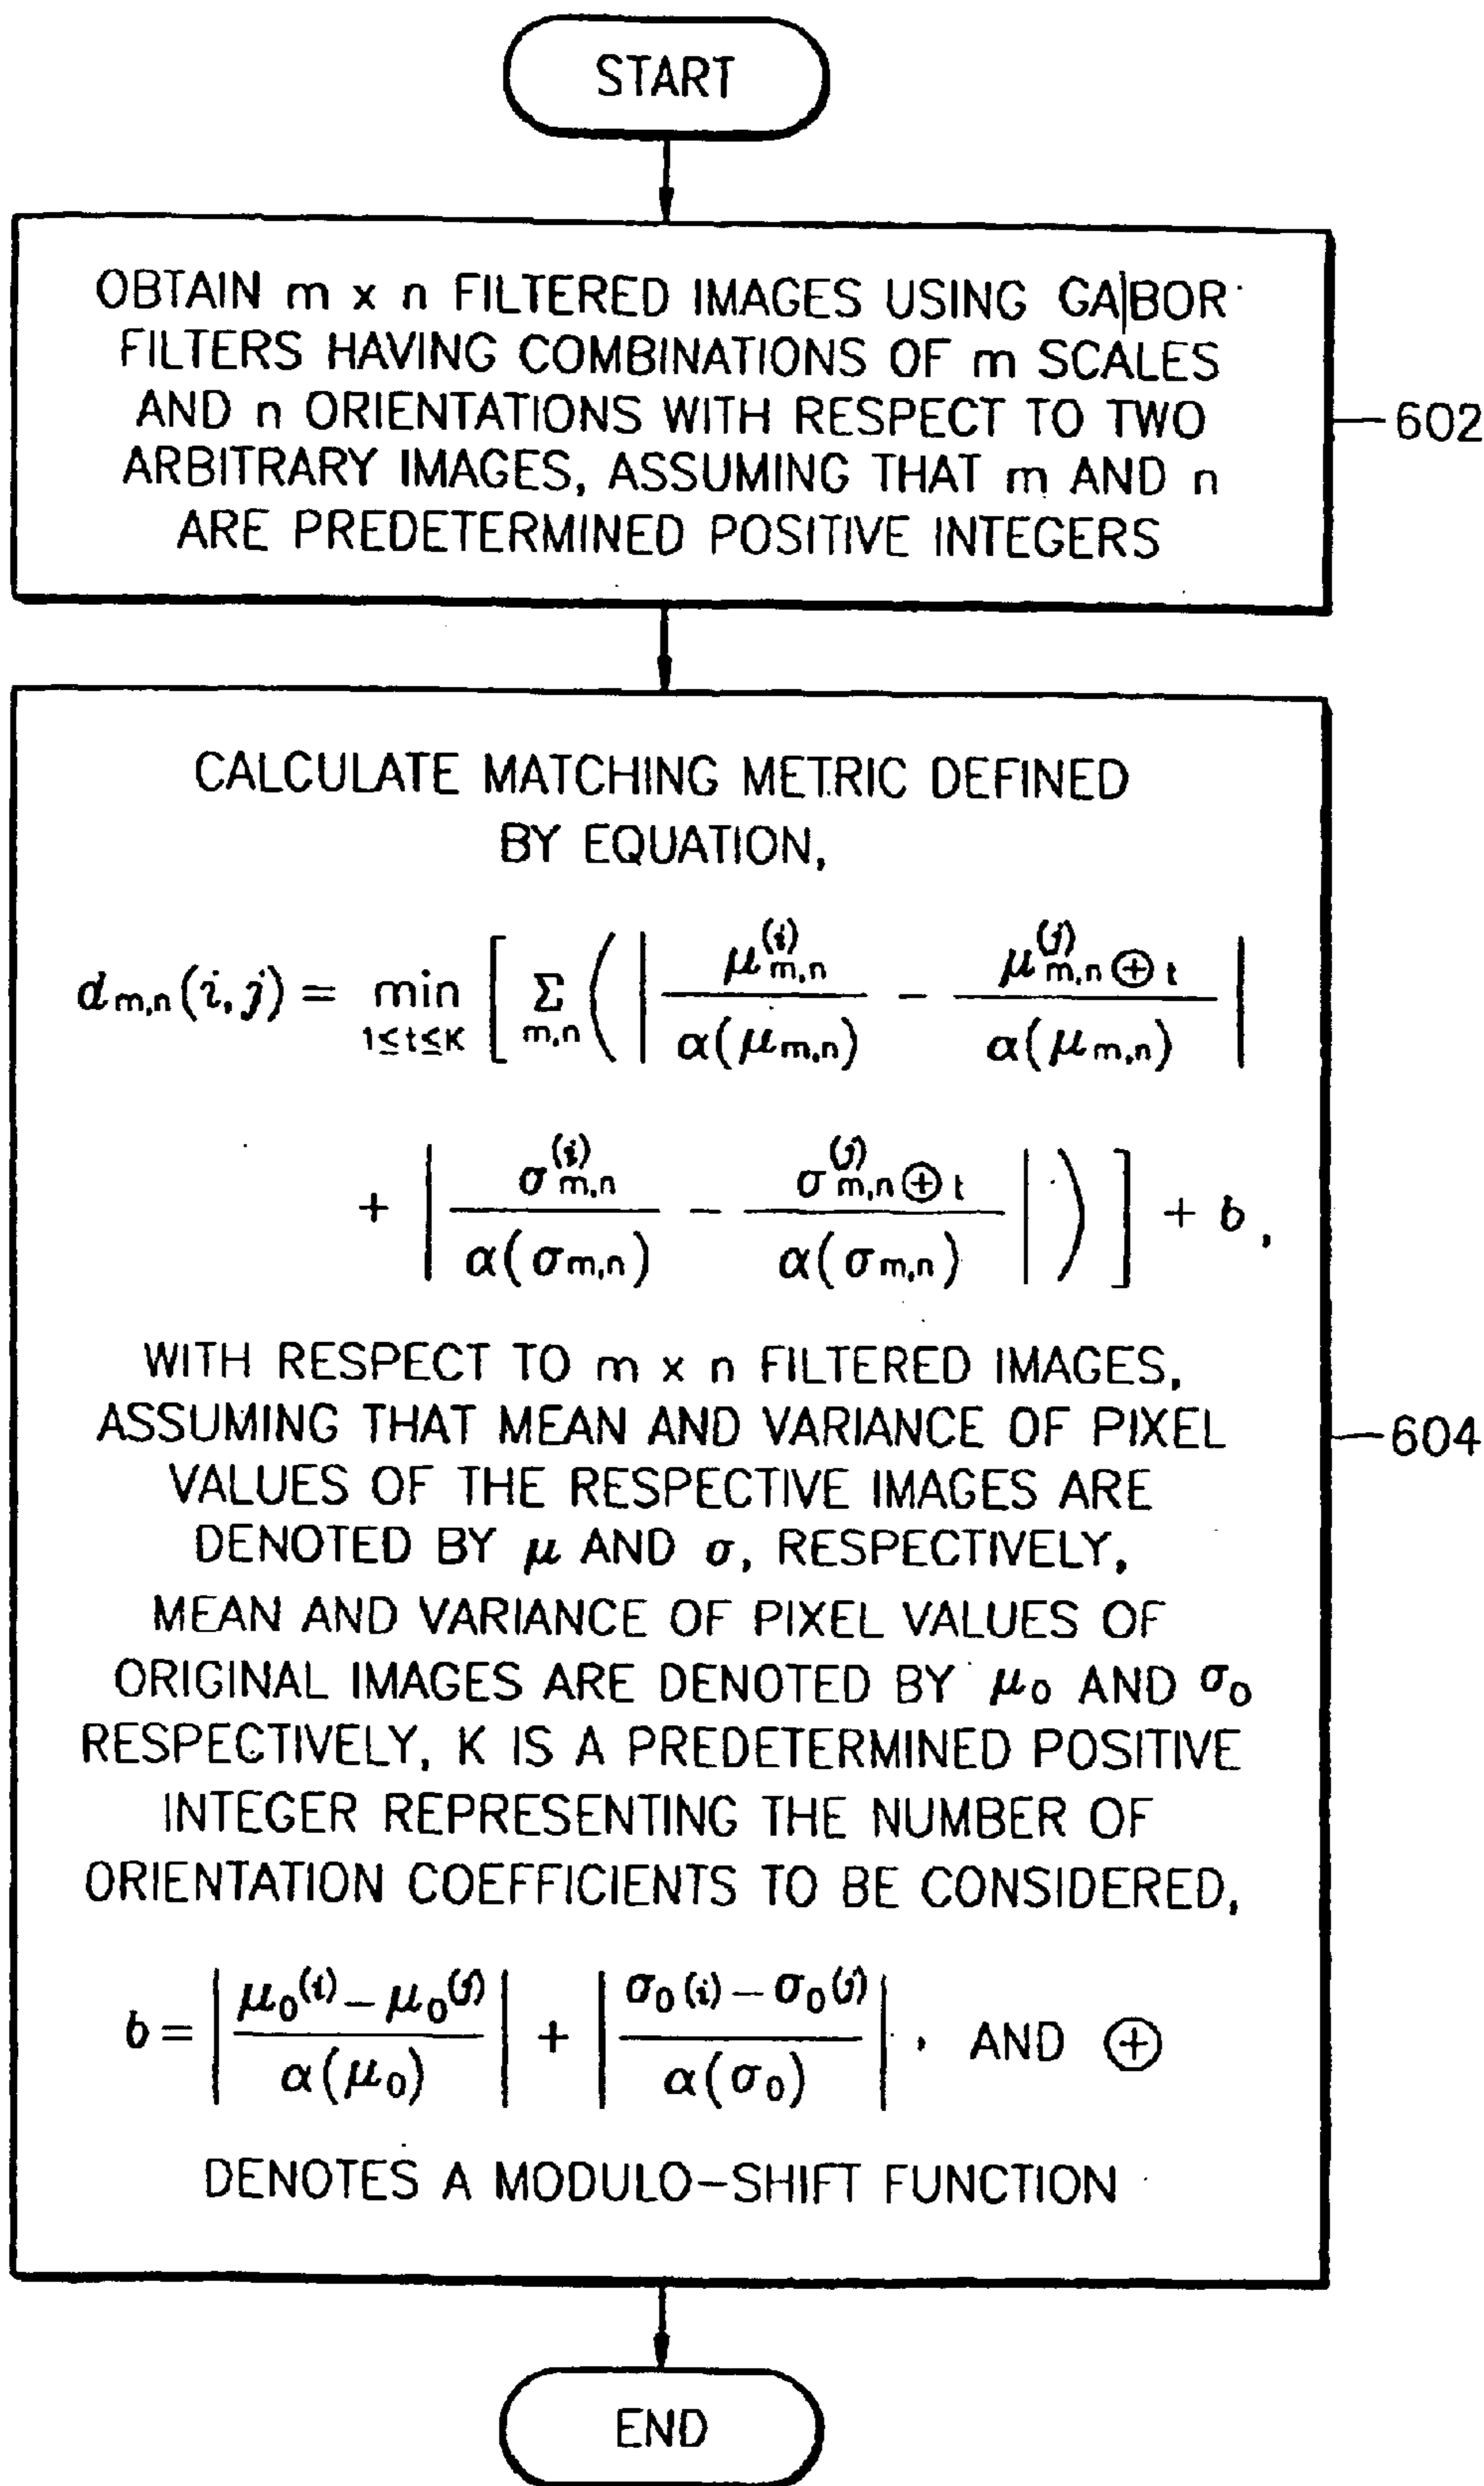 START
OBTAIN m x n FILTERED IMAGES USING GABOR
FILTERS HAVING COMBINATIONS OF m SCALES
AND n ORIENTATIONS WITH RESPECT TO TWO
ARBITRARY IMAGES, ASSUMING THAT m AND n
ARE PREDETERMINED POSITIVE INTEGERS
602
CALCULATE MATCHING METRIC DEFINED
BY EQUATION,
d_{m,n}(i,j) = min_{1≤t≤K} [ Σ_{m,n} ( | μ_{m,n}^{(i)} / α(μ_{m,n}) − μ_{m,n⊕t}^{(j)} / α(μ_{m,n}) |
+ | σ_{m,n}^{(i)} / α(σ_{m,n}) − σ_{m,n⊕t}^{(j)} / α(σ_{m,n}) | ) ] + b,
WITH RESPECT TO m x n FILTERED IMAGES,
ASSUMING THAT MEAN AND VARIANCE OF PIXEL
VALUES OF THE RESPECTIVE IMAGES ARE
DENOTED BY μ AND σ, RESPECTIVELY,
MEAN AND VARIANCE OF PIXEL VALUES OF
ORIGINAL IMAGES ARE DENOTED BY μ₀ AND σ₀
RESPECTIVELY, K IS A PREDETERMINED POSITIVE
INTEGER REPRESENTING THE NUMBER OF
ORIENTATION COEFFICIENTS TO BE CONSIDERED,
604
b = | (μ₀(i) − μ₀(j)) / α(μ₀) | + | (σ₀(i) − σ₀(j)) / α(σ₀) |, AND ⊕
DENOTES A MODULO-SHIFT FUNCTION
END